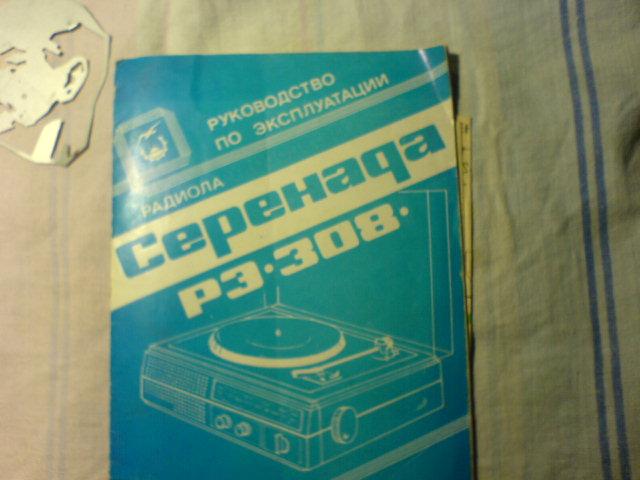 РУКОВОДСТВО
ПО ЭКСПЛУАТАЦИИ
РАДИОЛА
Серенада
РЭ·308·